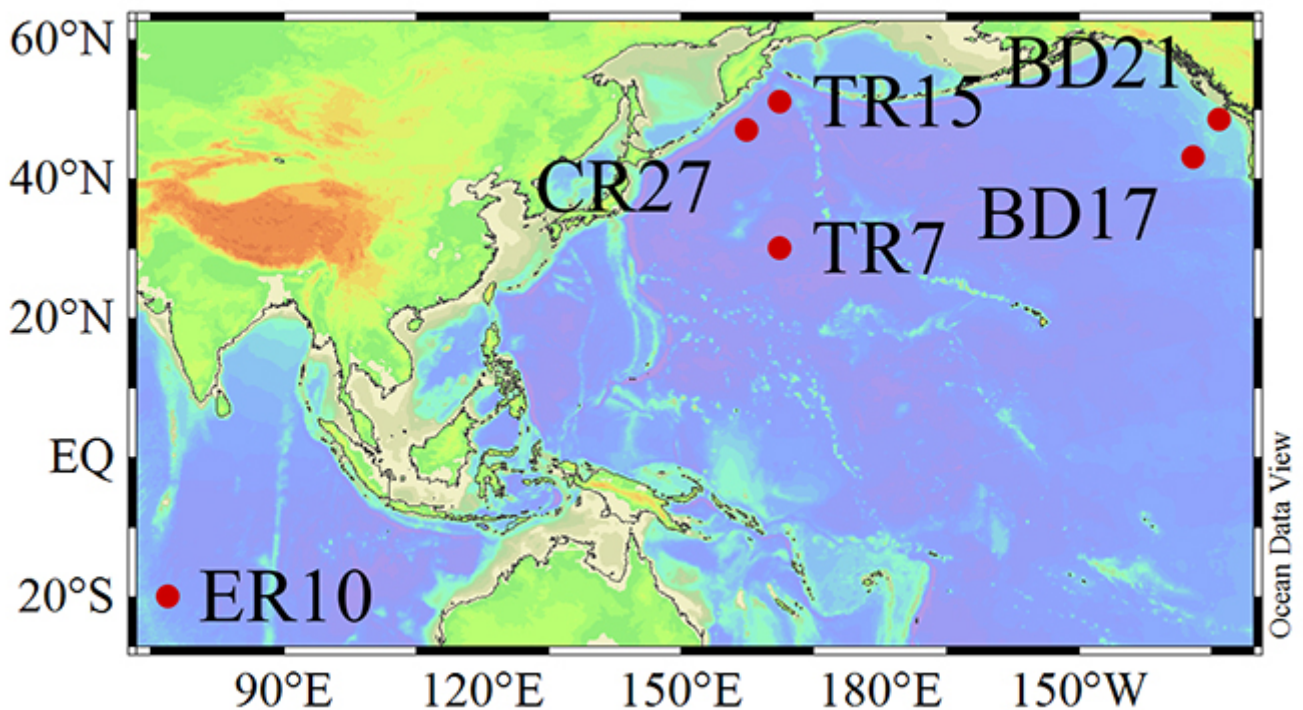 60°N
BD21
TR15
40°N
CR27
BD17
TR7
20°N
EQ
20°S
ER10
Ocean Data View
90°E 120°E 150°E 180°E 150°W